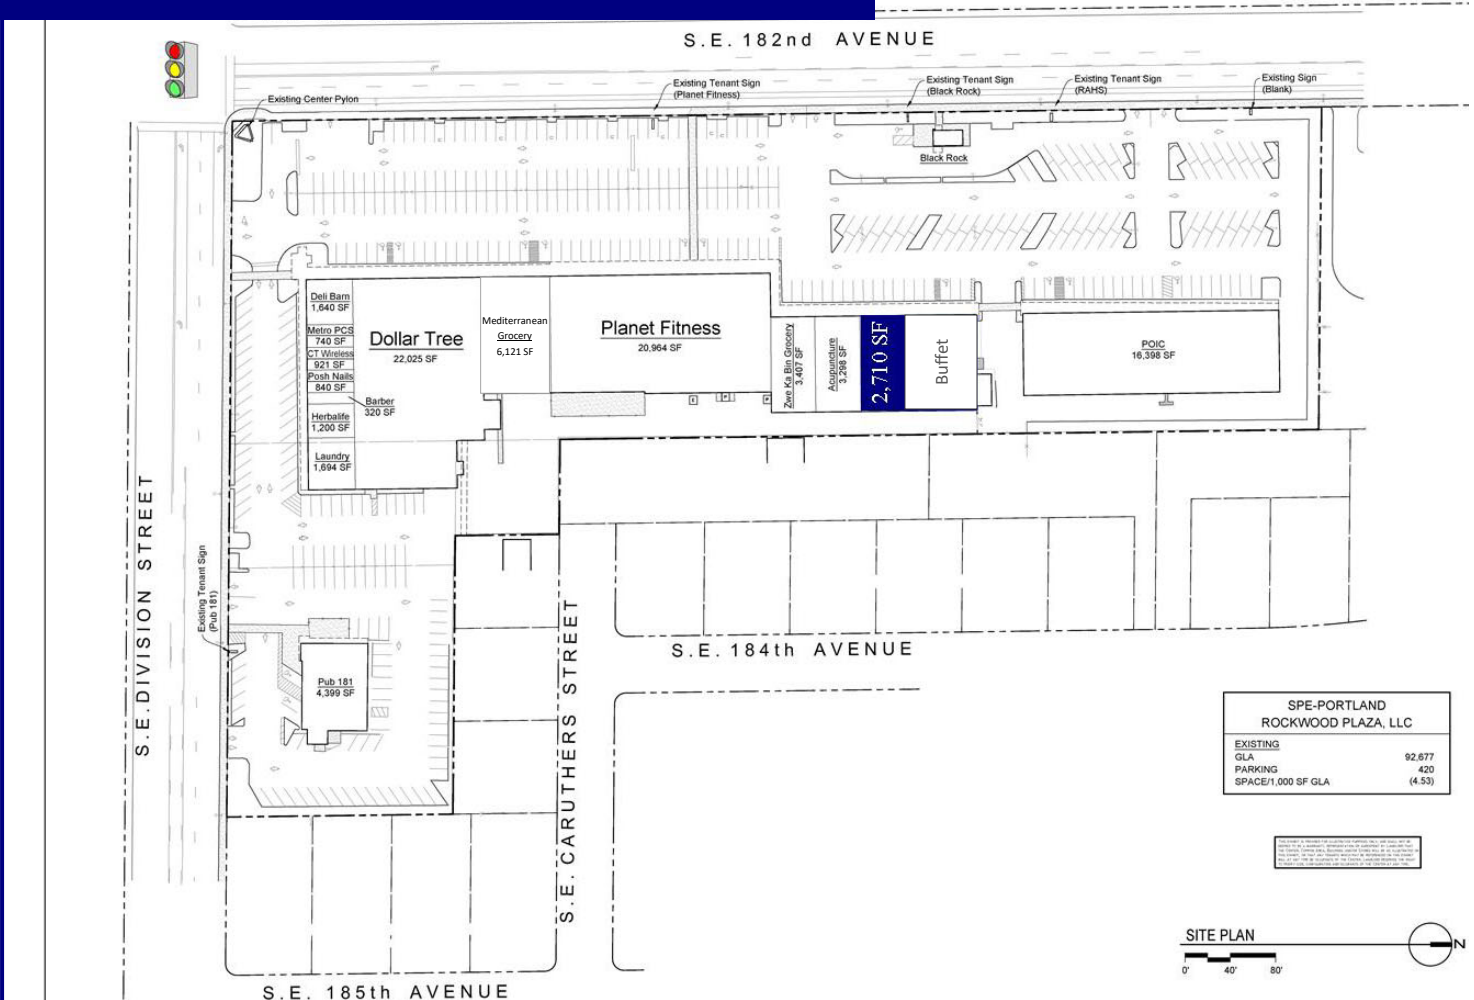 S.E. 182nd AVENUE
Existing Center Pylon
Existing Tenant Sign
(Planet Fitness)
Existing Tenant Sign
(Black Rock)
Existing Tenant Sign
(RAHS)
Existing Sign
(Blank)
Black Rock
Deli Barn
1,640 SF
Metro PCS
740 SF
CT Wireless
921 SF
Posh Nails
840 SF
Barber
320 SF
Herbalife
1,200 SF
Laundry
1,694 SF
Dollar Tree
22,025 SF
Mediterranean
Grocery
6,121 SF
Planet Fitness
20,964 SF
Zwe Ka Bin Grocery
3,407 SF
Acupuncture
3,298 SF
2,710 SF
Buffet
POIC
16,398 SF
S.E. DIVISION STREET
Existing Tenant Sign
(Pub 181)
Pub 181
4,399 SF
S.E. 184th AVENUE
S.E. CARUTHERS STREET
S.E. 185th AVENUE
SPE-PORTLAND
ROCKWOOD PLAZA, LLC
EXISTING
GLA 92,677
PARKING 420
SPACE/1,000 SF GLA (4.53)
SITE PLAN
N
0' 40' 80'